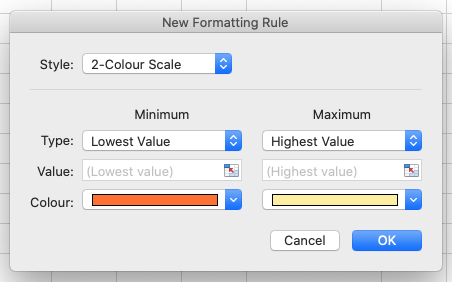 New Formatting Rule
Style: 2-Colour Scale
Minimum Maximum
Type: Lowest Value Highest Value
Value: (Lowest value) (Highest value)
Colour:
Cancel OK